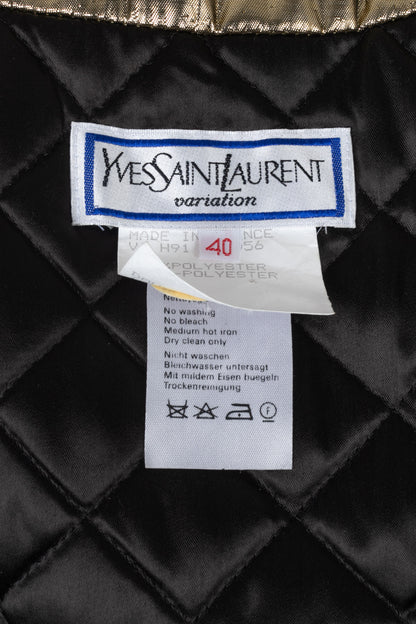 YVESSAINTLAURENT
variation
MADE IN NCE
H91 40 056
POLYESTER
POLYESTER
No washing
No bleach
Medium hot iron
Dry clean only
Nicht waschen
Bleichwasser untersagt
Mit mildem Eisen buegeln
Trockenreinigung